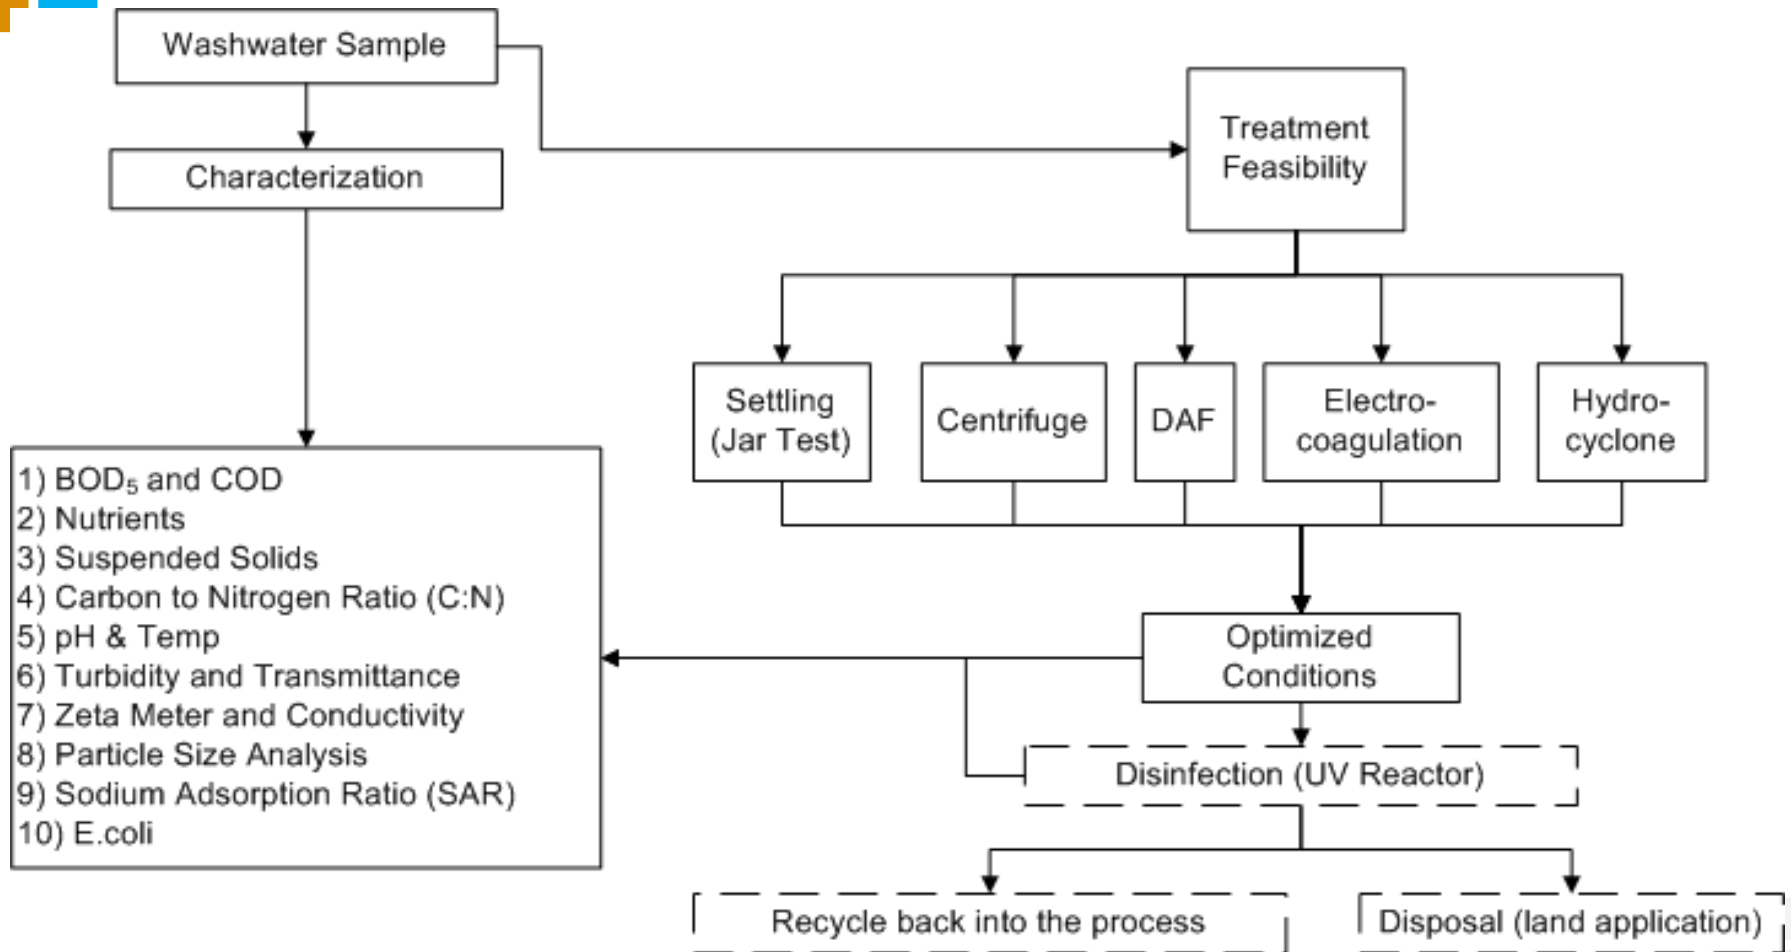 Washwater Sample
Characterization
Treatment
Feasibility
Settling
(Jar Test)
Centrifuge
DAF
Electro-
coagulation
Hydro-
cyclone
1) BOD₅ and COD
2) Nutrients
3) Suspended Solids
4) Carbon to Nitrogen Ratio (C:N)
5) pH & Temp
6) Turbidity and Transmittance
7) Zeta Meter and Conductivity
8) Particle Size Analysis
9) Sodium Adsorption Ratio (SAR)
10) E.coli
Optimized
Conditions
Disinfection (UV Reactor)
Recycle back into the process
Disposal (land application)